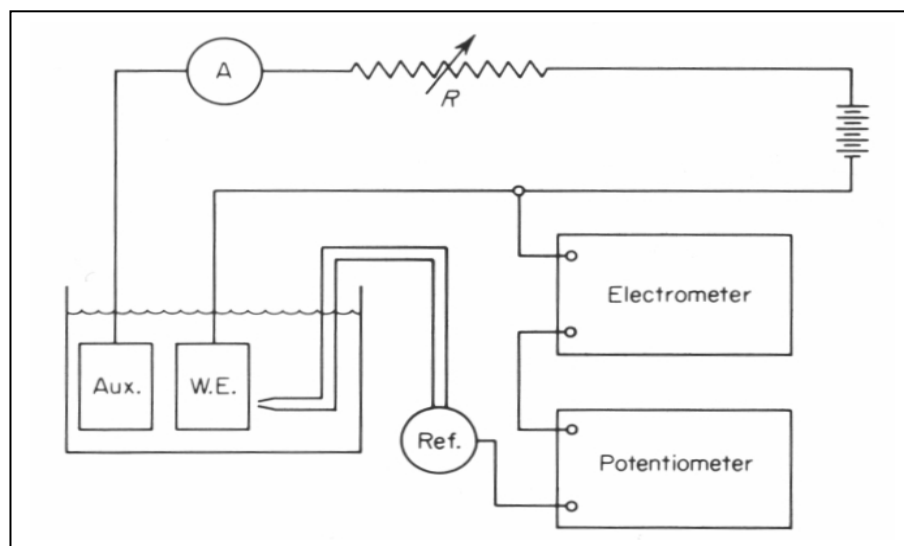 A
R
Electrometer
Aux.
W.E.
Ref.
Potentiometer